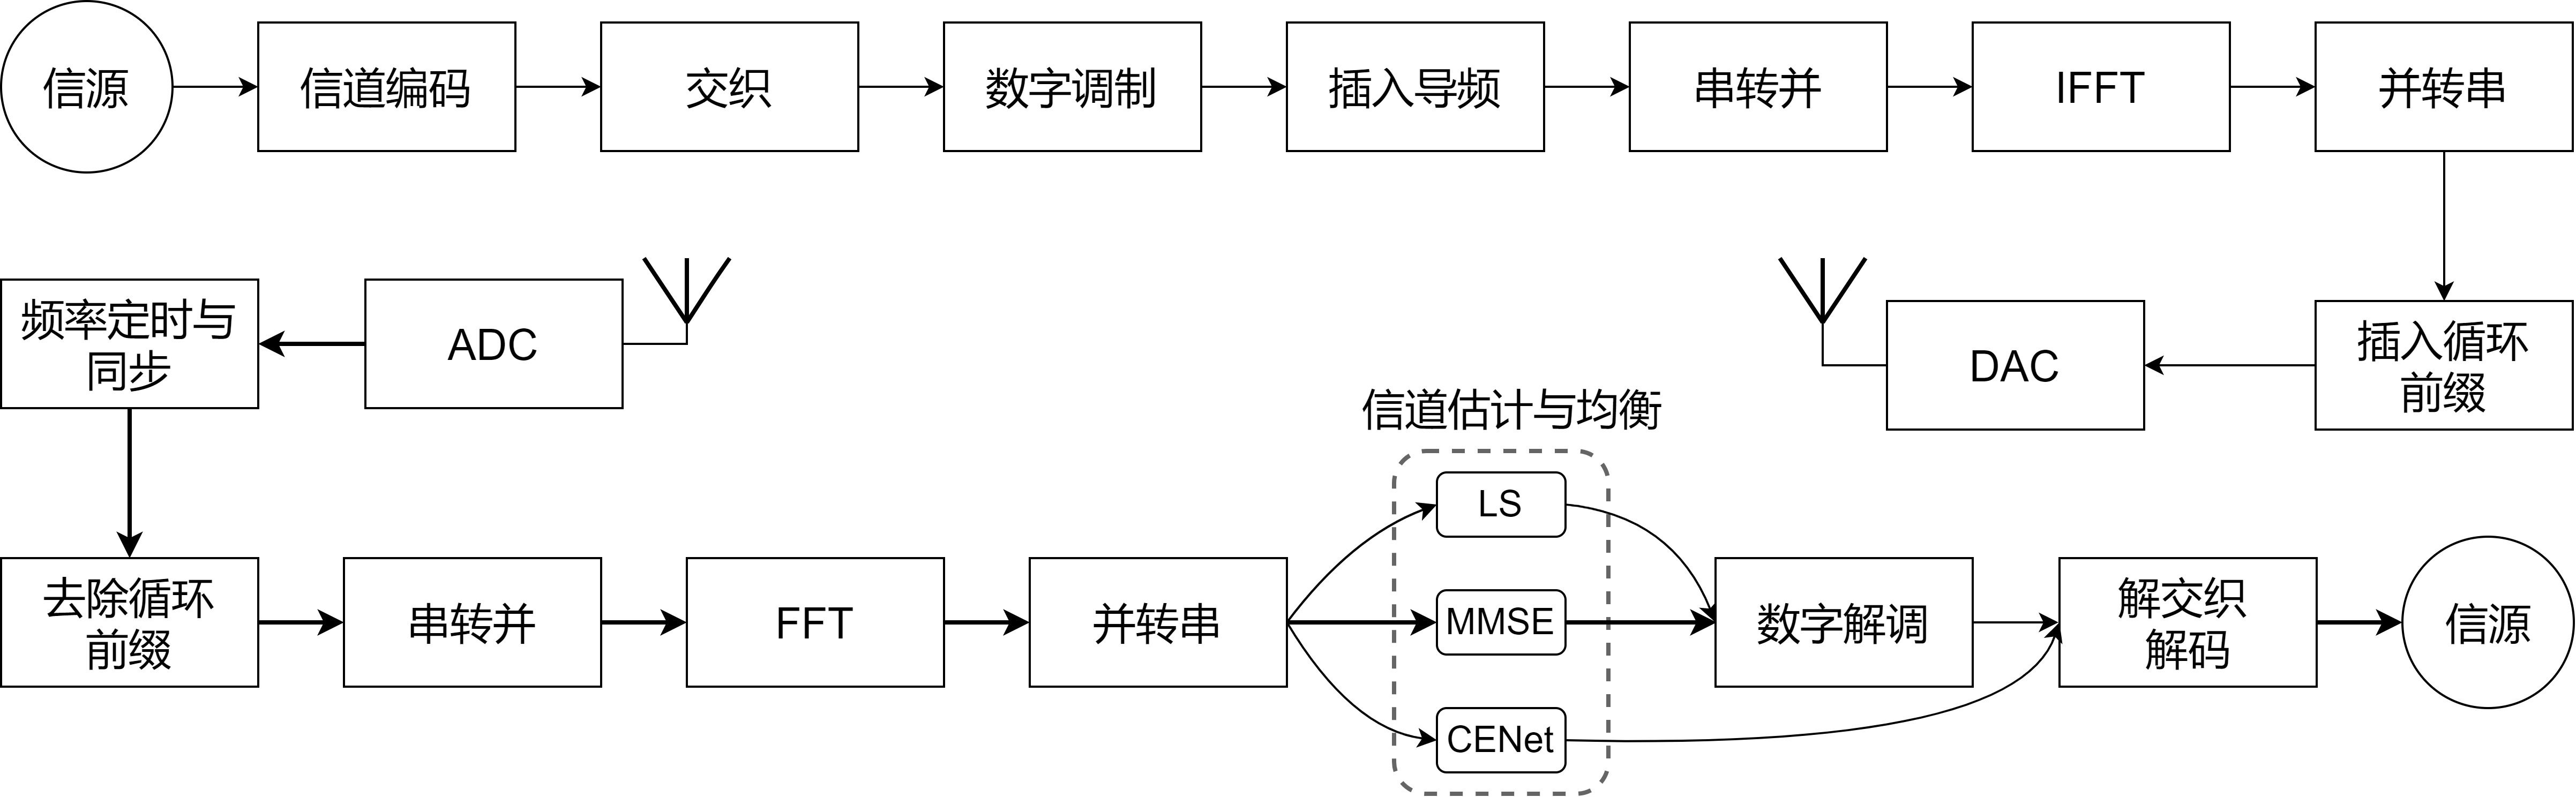 信源
信道编码
交织
数字调制
插入导频
串转并
IFFT
并转串
频率定时与
同步
ADC
DAC
插入循环
前缀
信道估计与均衡
LS
MMSE
CENet
去除循环
前缀
串转并
FFT
并转串
数字解调
解交织
解码
信源